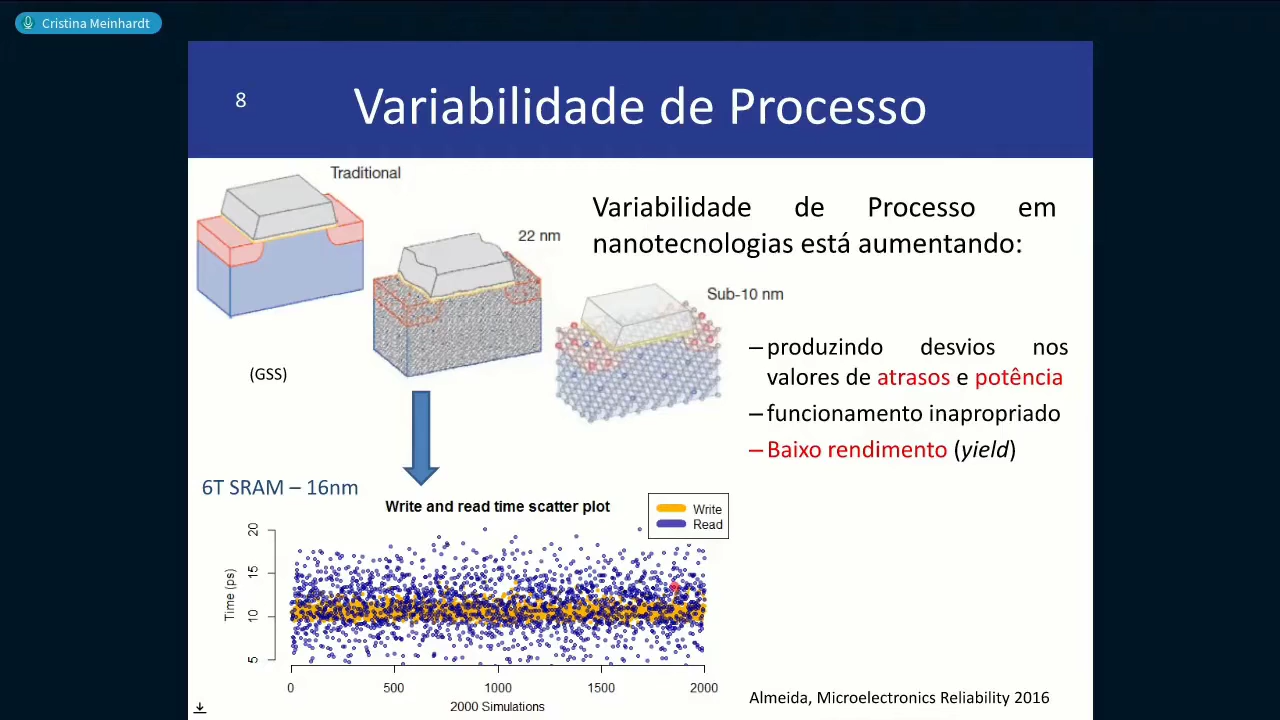 Cristina Meinhardt
8
Variabilidade de Processo
Traditional
22 nm
Sub-10 nm
(GSS)
Variabilidade de Processo em
nanotecnologias está aumentando:
– produzindo desvios nos
valores de atrasos e potência
– funcionamento inapropriado
– Baixo rendimento (yield)
6T SRAM – 16nm
Write and read time scatter plot
Write
Read
Time (ps)
20
15
10
5
0 500 1000 1500 2000
2000 Simulations
Almeida, Microelectronics Reliability 2016